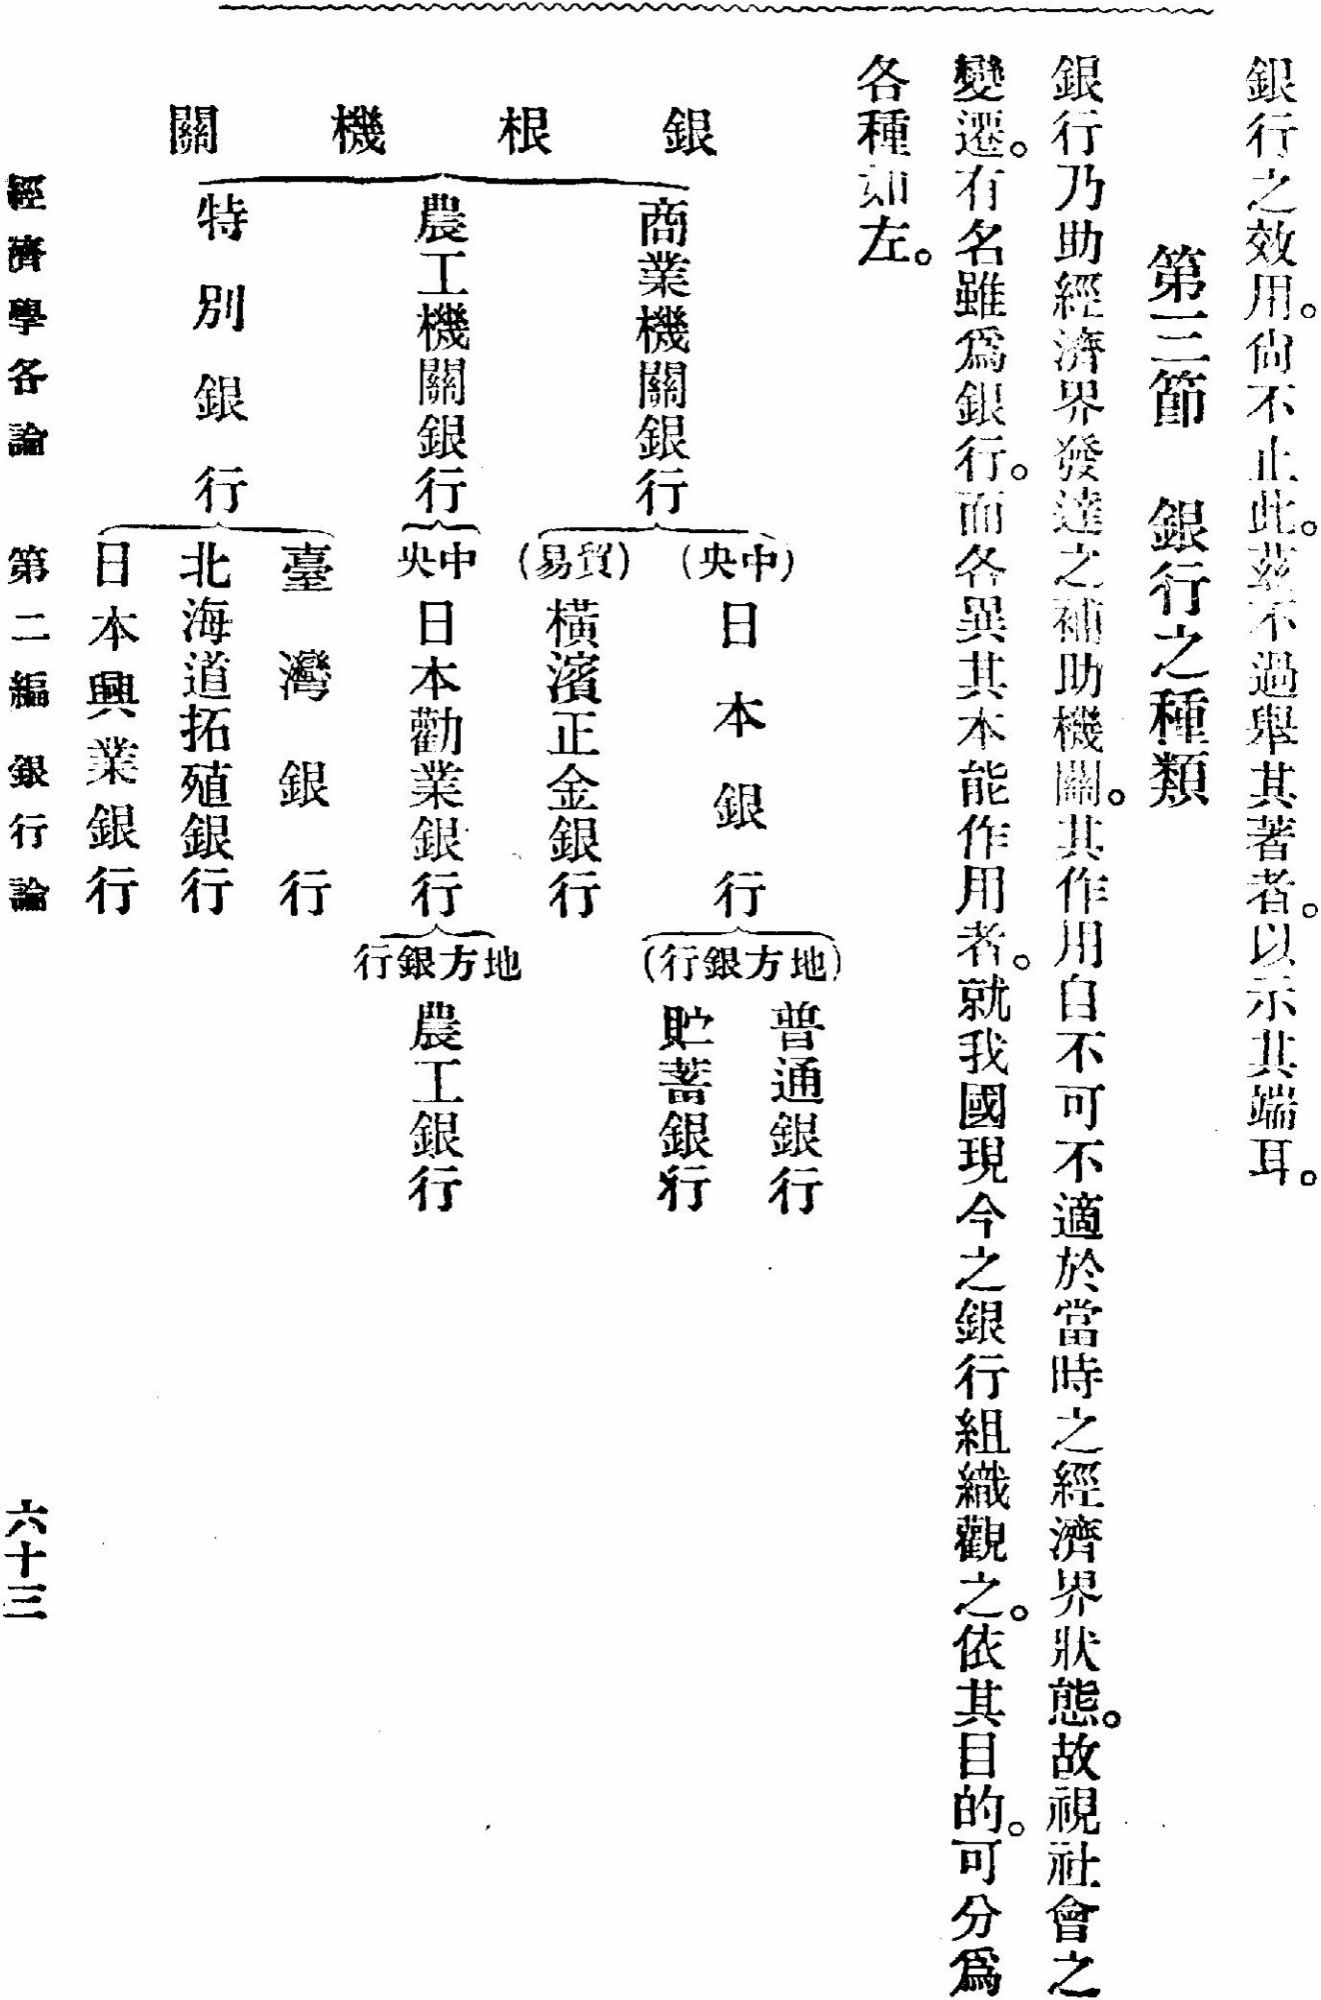 銀行之效用。尙不止此。茲不過舉其著者。以示其端耳。
第三節　銀行之種類
銀行乃助經濟界發達之補助機關。其作用自不可不適於當時之經濟界狀態。故視社會之
變遷。有名雖爲銀行。而各異其本能作用者。就我國現今之銀行組織觀之。依其目的。可分爲
各種如左。
銀根機關
商業機關銀行
(中央)
日本銀行
(地方銀行)
普通銀行
貯蓄銀行
(貿易)
橫濱正金銀行
農工機關銀行
中央
日本勸業銀行
地方銀行
農工銀行
特別銀行
臺灣銀行
北海道拓殖銀行
日本興業銀行
經濟學各論　第二編　銀行論　六十三